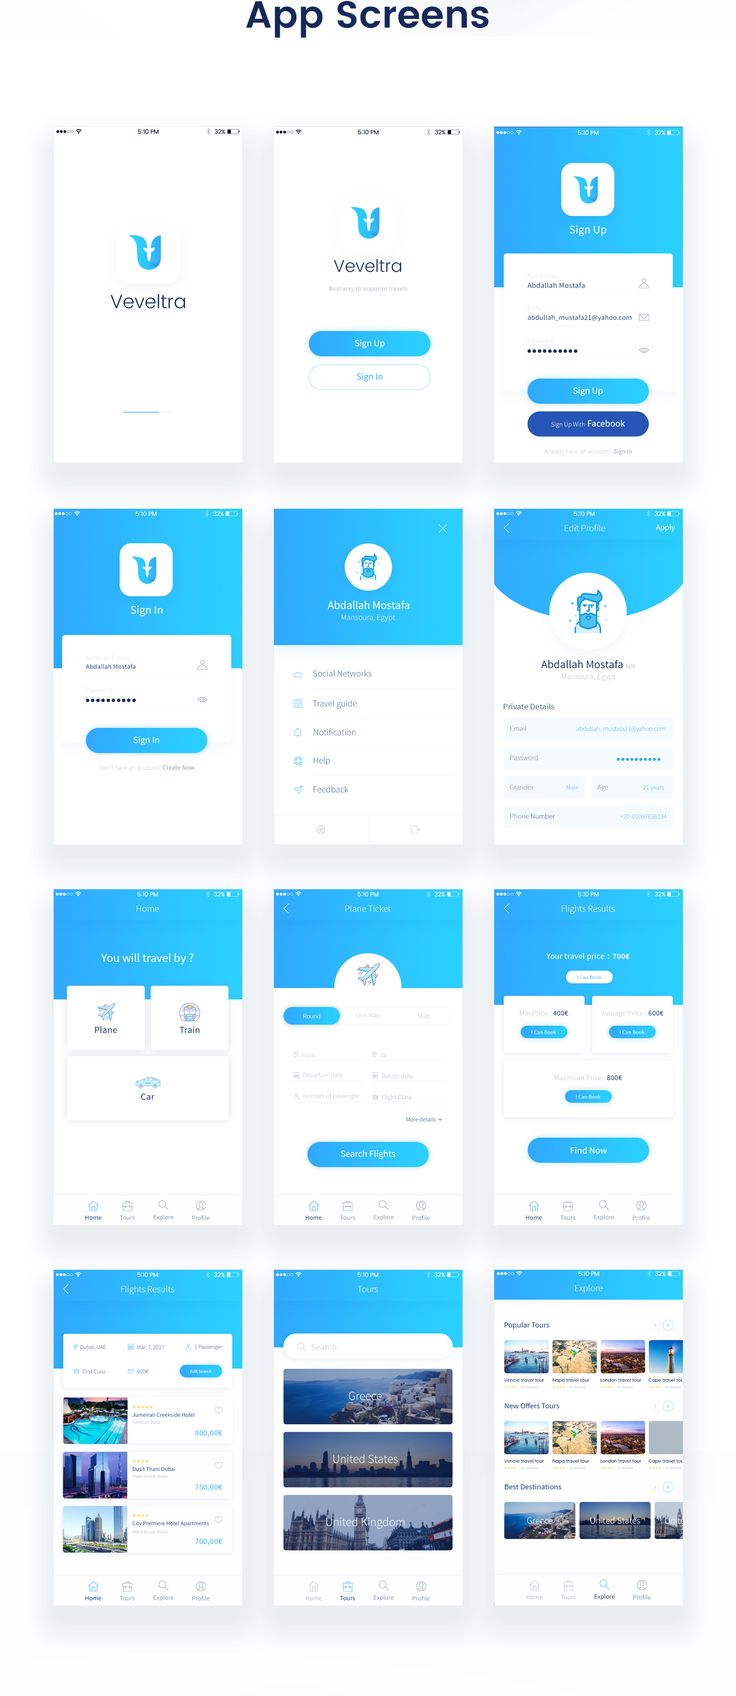 App Screens
5:10 PM 32%
Veveltra
5:10 PM 32%
Veveltra
Best way to organize travels
Sign Up
Sign In
5:10 PM 32%
Sign Up
Full Name
Abdallah Mostafa
abdullah_mustafa21@yahoo.com
Password
Sign Up
Sign Up With Facebook
Already have an account? Sign In
5:10 PM 32%
Sign In
Abdallah Mostafa
Password
Sign In
Don't have an account? Create Now
Abdallah Mostafa
Mansoura, Egypt
Social Networks
Travel guide
Notification
Help
Feedback
5:10 PM 32%
Edit Profile
Apply
Abdallah Mostafa Edit
Mansoura, Egypt
Private Details
Email abdullah_mustafa21@yahoo.com
Password
Grander Male Age 21 years
Phone Number +20 01067836134
5:10 PM 32%
Home
You will travel by ?
Plane
Train
Car
Home Tours Explore Profile
5:10 PM 32%
Plane Ticket
Round One Way Multi
From To
Departure date Return date
Number of passenger Flight Class
More details
Search Flights
Home Tours Explore Profile
5:10 PM 32%
Flights Results
Your travel price : 700€
I Can Book
Min Price : 400€
I Can Book
Average Price : 600€
I Can Book
Maximum Price : 800€
I Can Book
Find Now
Home Tours Explore Profile
5:10 PM 32%
Flights Results
Dubai, UAE Mar, 7, 2017 1 Passenger
First Class 800€ Edit Search
Jumeirah Creekside Hotel
800,00€
Dusit Thani Dubai
750,00€
City Premiere Hotel Apartments
700,00€
Home Tours Explore Profile
5:10 PM 32%
Tours
Search
Greece
United States
United Kingdom
Home Tours Explore Profile
5:10 PM 32%
Explore
Popular Tours
Vencie travel tour Napa travel tour London travel tour Cape travel to
New Offers Tours
Vencie travel tour Napa travel tour London travel tour Cape travel to
Best Destinations
Greece United States Unite
Home Tours Explore Profile